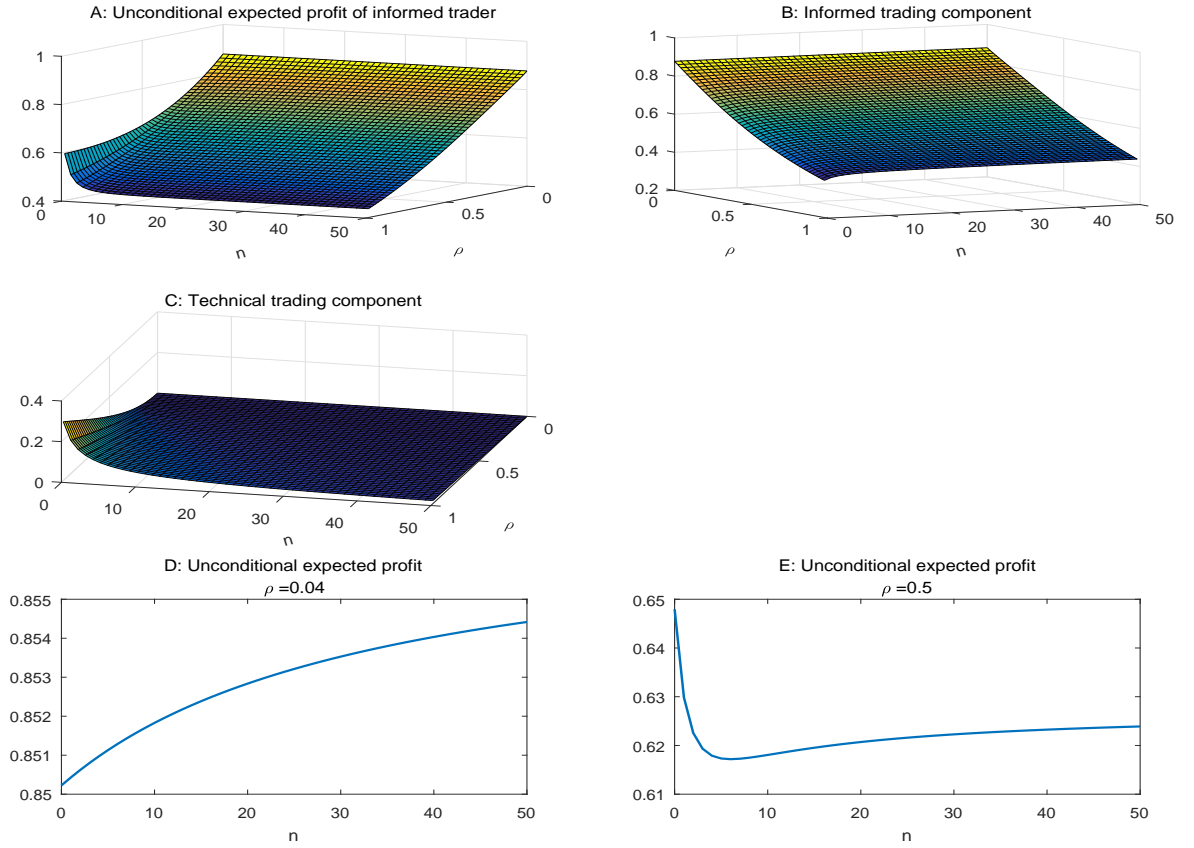 A: Unconditional expected profit of informed trader
1
0.8
0.6
0.4
0
10
20
30
40
50
n
1
0.5
0
ρ
B: Informed trading component
1
0.8
0.6
0.4
0.2
0
0.5
1
ρ
0
10
20
30
40
50
n
C: Technical trading component
0.4
0.2
0
0
10
20
30
40
50
n
1
0.5
0
ρ
D: Unconditional expected profit
ρ =0.04
0.855
0.854
0.853
0.852
0.851
0.85
0 10 20 30 40 50
n
E: Unconditional expected profit
ρ =0.5
0.65
0.64
0.63
0.62
0.61
0 10 20 30 40 50
n